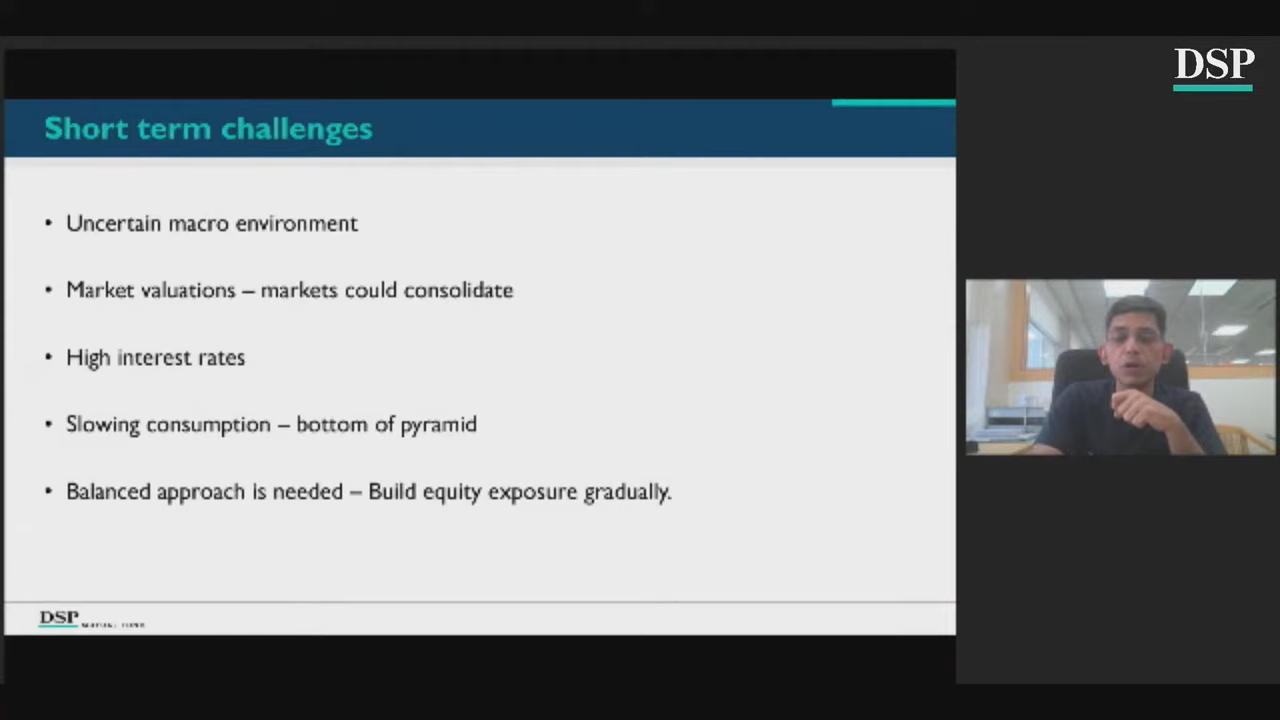 DSP
Short term challenges
• Uncertain macro environment
• Market valuations – markets could consolidate
• High interest rates
• Slowing consumption – bottom of pyramid
• Balanced approach is needed – Build equity exposure gradually.
DSP